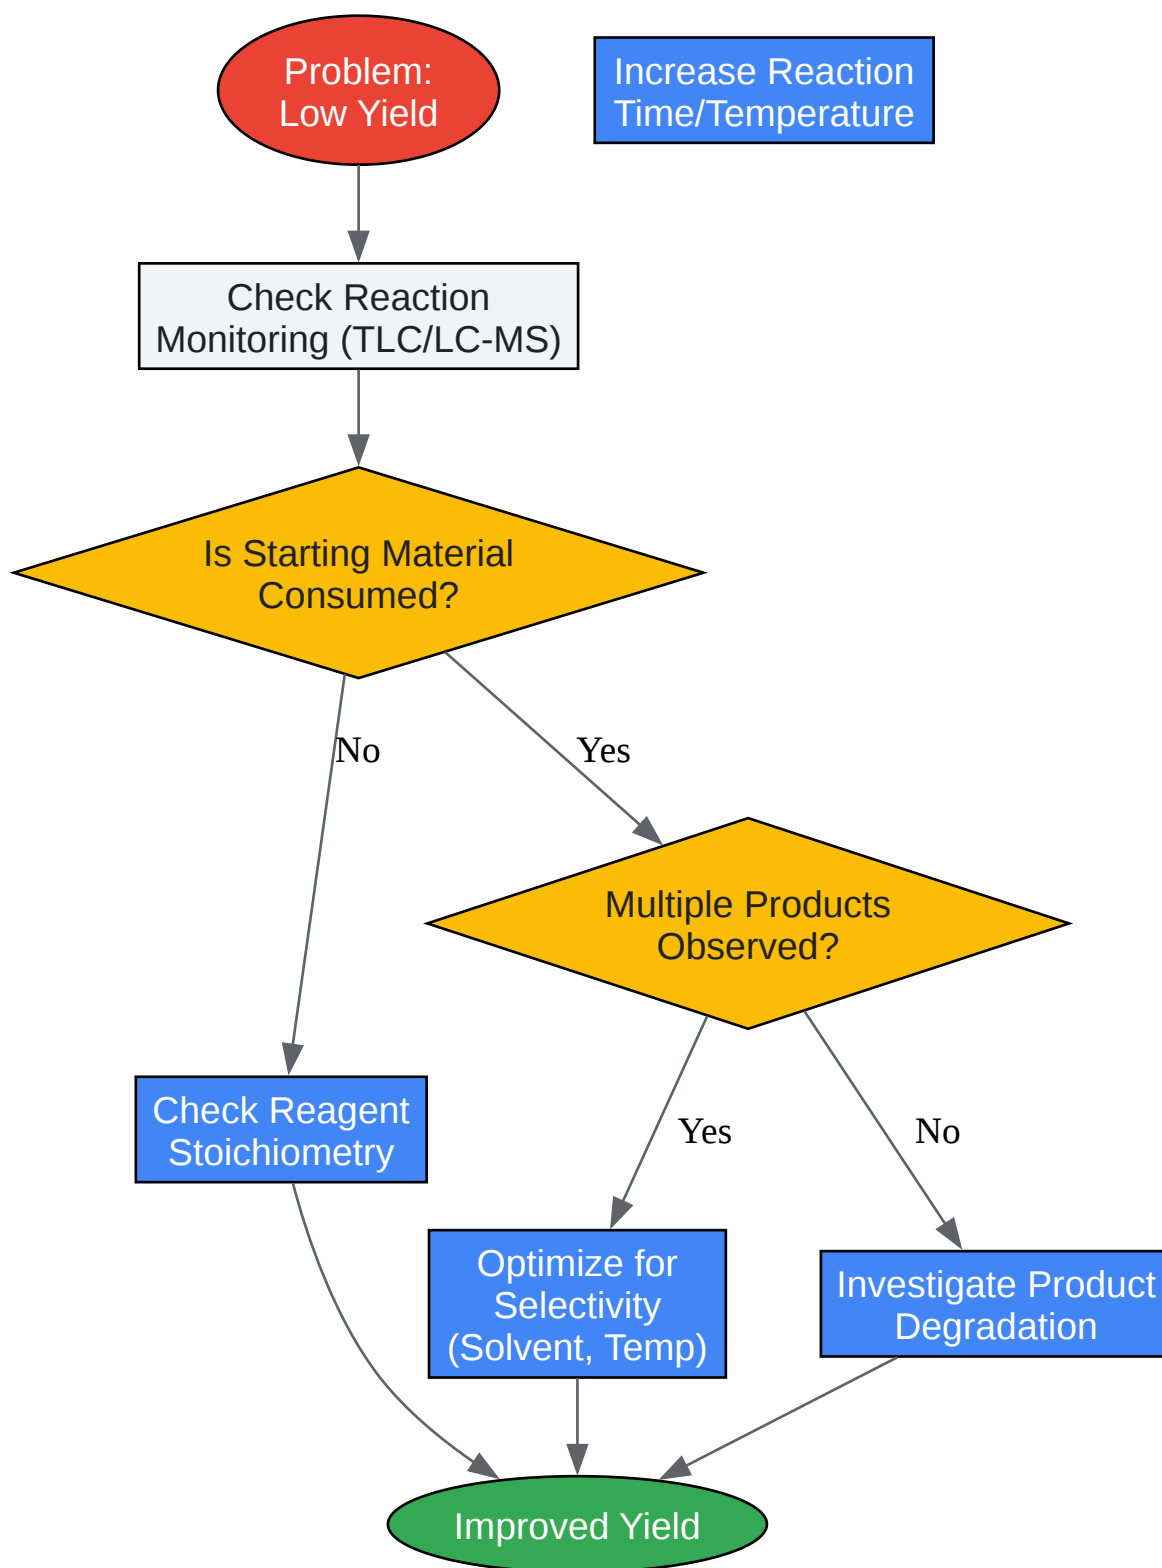 Problem:
Low Yield
Increase Reaction
Time/Temperature
Check Reaction
Monitoring (TLC/LC-MS)
Is Starting Material
Consumed?
No
Yes
Multiple Products
Observed?
Check Reagent
Stoichiometry
Yes
No
Optimize for
Selectivity
(Solvent, Temp)
Investigate Product
Degradation
Improved Yield